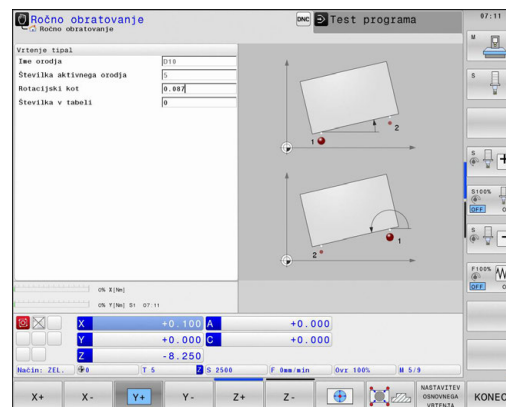 Ročno obratovanje
Ročno obratovanje
DNC
Test programa
07:11
Vrtenje tipal
Ime orodja D10
Številka aktivnega orodja 5
Rotacijski kot 0.087
Številka v tabeli 0
1
2
2
1
M
S
S
S100%
OFF
S
F100%
OFF
0% X[Nm]
0% Y[Nm] S1 07:11
X +0.100 A +0.000
Y +0.000 C +0.000
Z -8.250
Način: ŽEL. 0 T 5 Z S 2500 F 0mm/min Ovr 100% M 5/9
X+
X-
Y+
Y-
Z+
Z-
NASTAVITEV
OSNOVNEGA
VRTENJA
KONEC